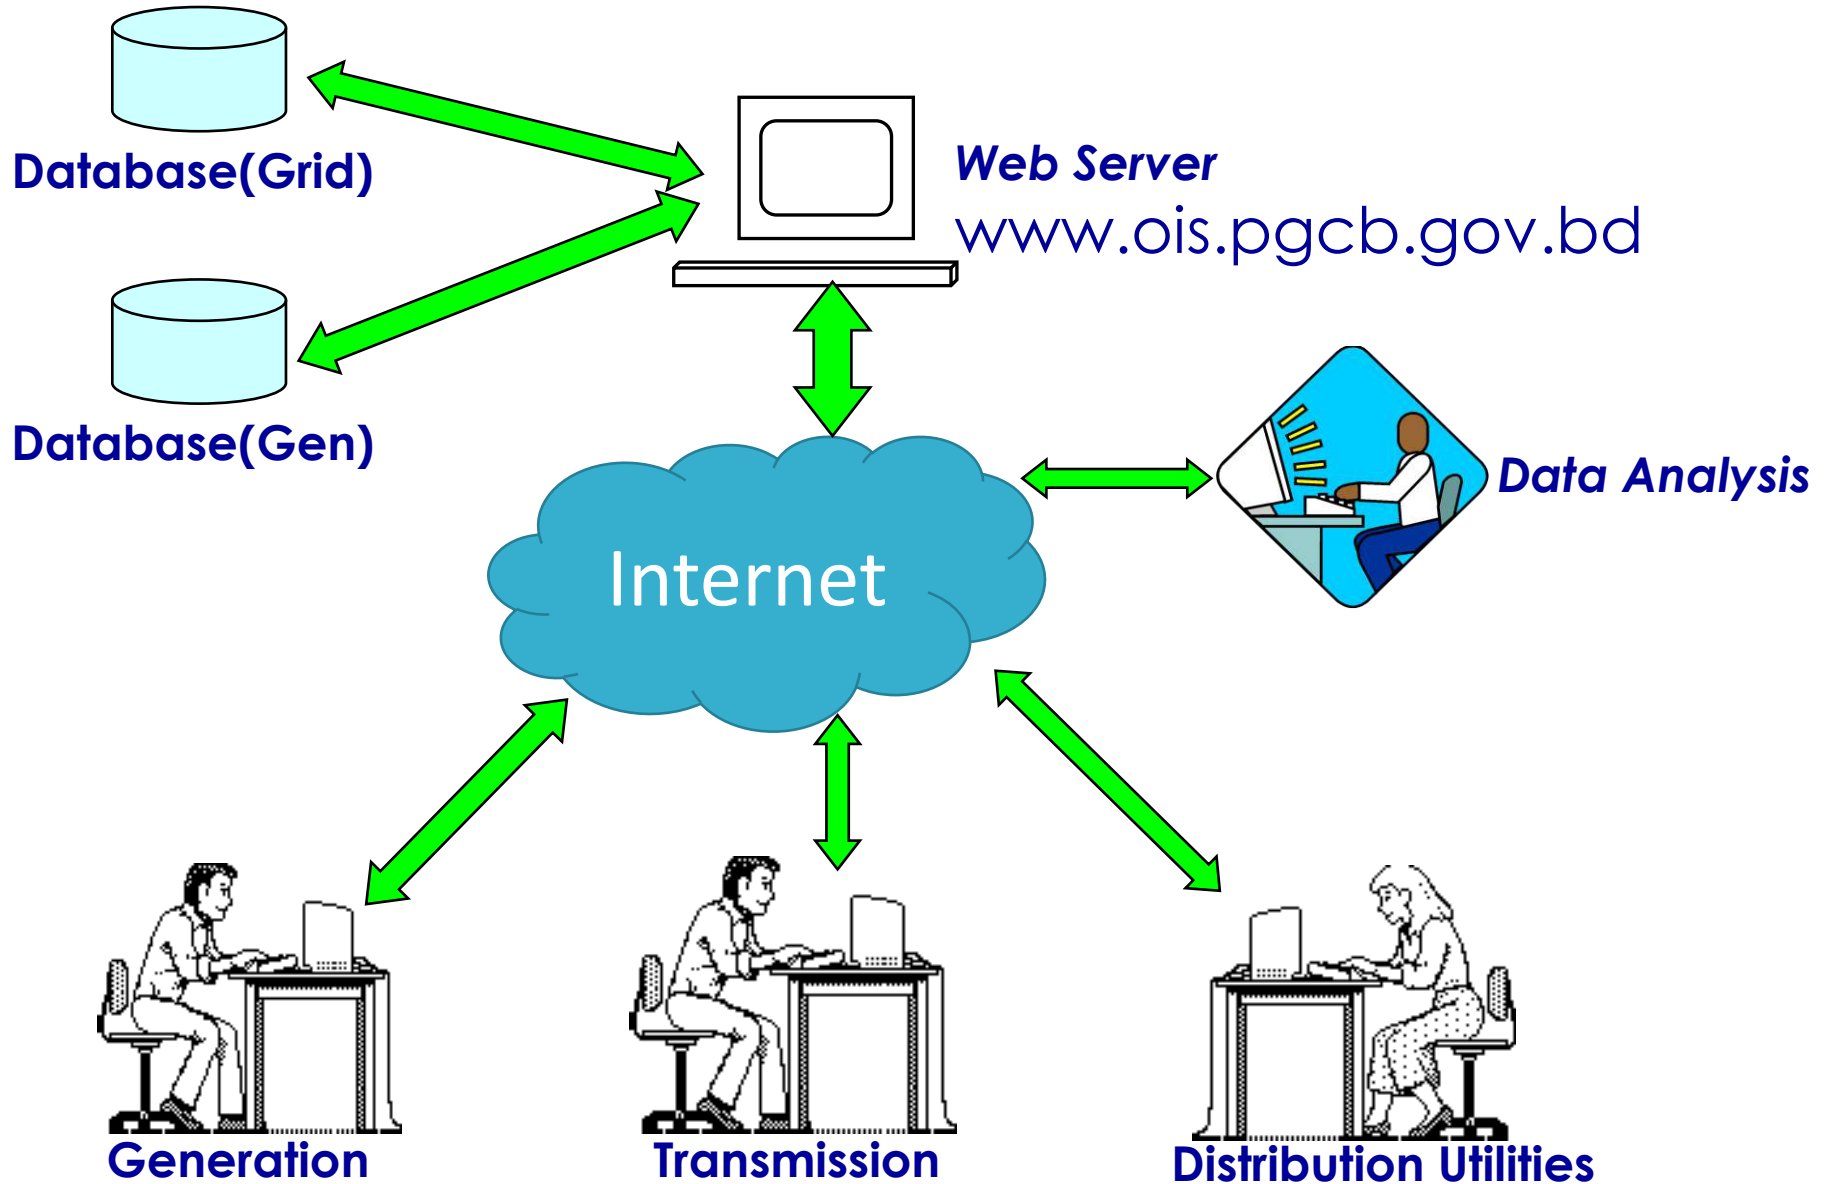 Database(Grid)
Web Server
www.ois.pgcb.gov.bd
Database(Gen)
Data Analysis
Internet
Generation
Transmission
Distribution Utilities